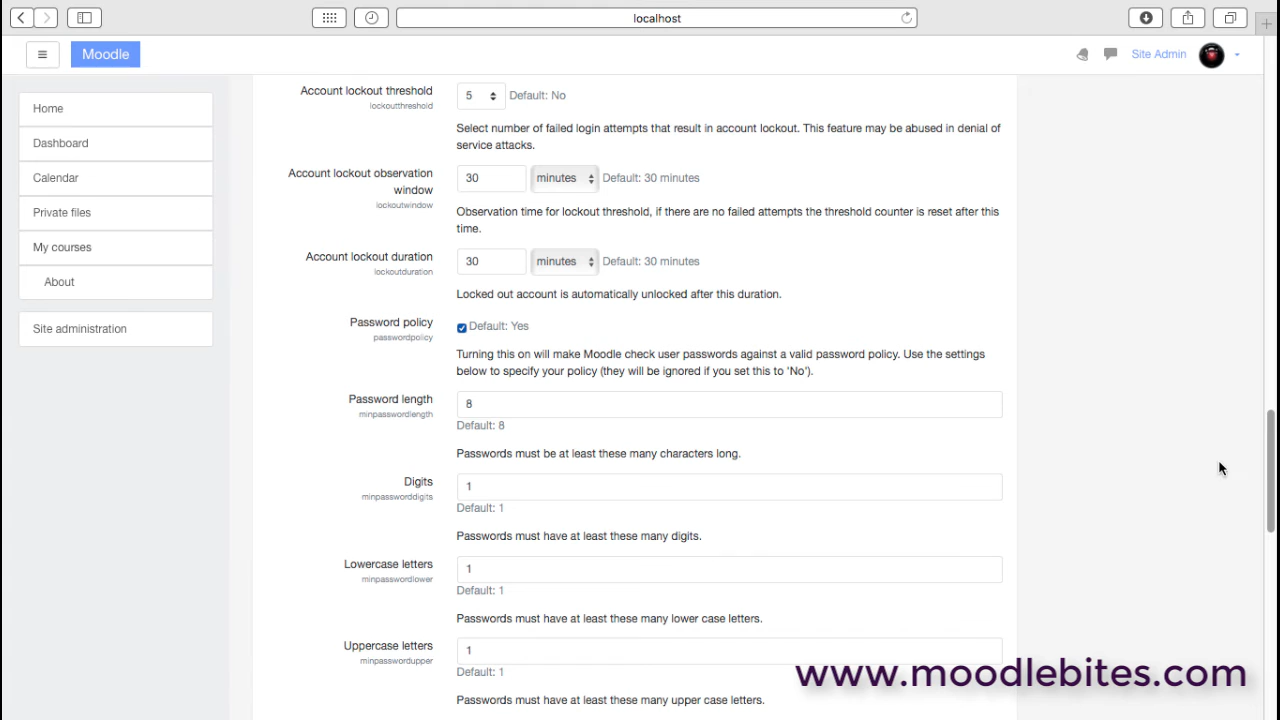 localhost
Moodle
Site Admin
Home
Dashboard
Calendar
Private files
My courses
About
Site administration
Account lockout threshold
lockoutthreshold
5
Default: No
Select number of failed login attempts that result in account lockout. This feature may be abused in denial of
service attacks.
Account lockout observation
window
lockoutwindow
30
minutes
Default: 30 minutes
Observation time for lockout threshold, if there are no failed attempts the threshold counter is reset after this
time.
Account lockout duration
lockoutduration
30
minutes
Default: 30 minutes
Locked out account is automatically unlocked after this duration.
Password policy
passwordpolicy
Default: Yes
Turning this on will make Moodle check user passwords against a valid password policy. Use the settings
below to specify your policy (they will be ignored if you set this to 'No').
Password length
minpasswordlength
8
Default: 8
Passwords must be at least these many characters long.
Digits
minpassworddigits
1
Default: 1
Passwords must have at least these many digits.
Lowercase letters
minpasswordlower
1
Default: 1
Passwords must have at least these many lower case letters.
Uppercase letters
minpasswordupper
1
Default: 1
Passwords must have at least these many upper case letters.
www.moodlebites.com